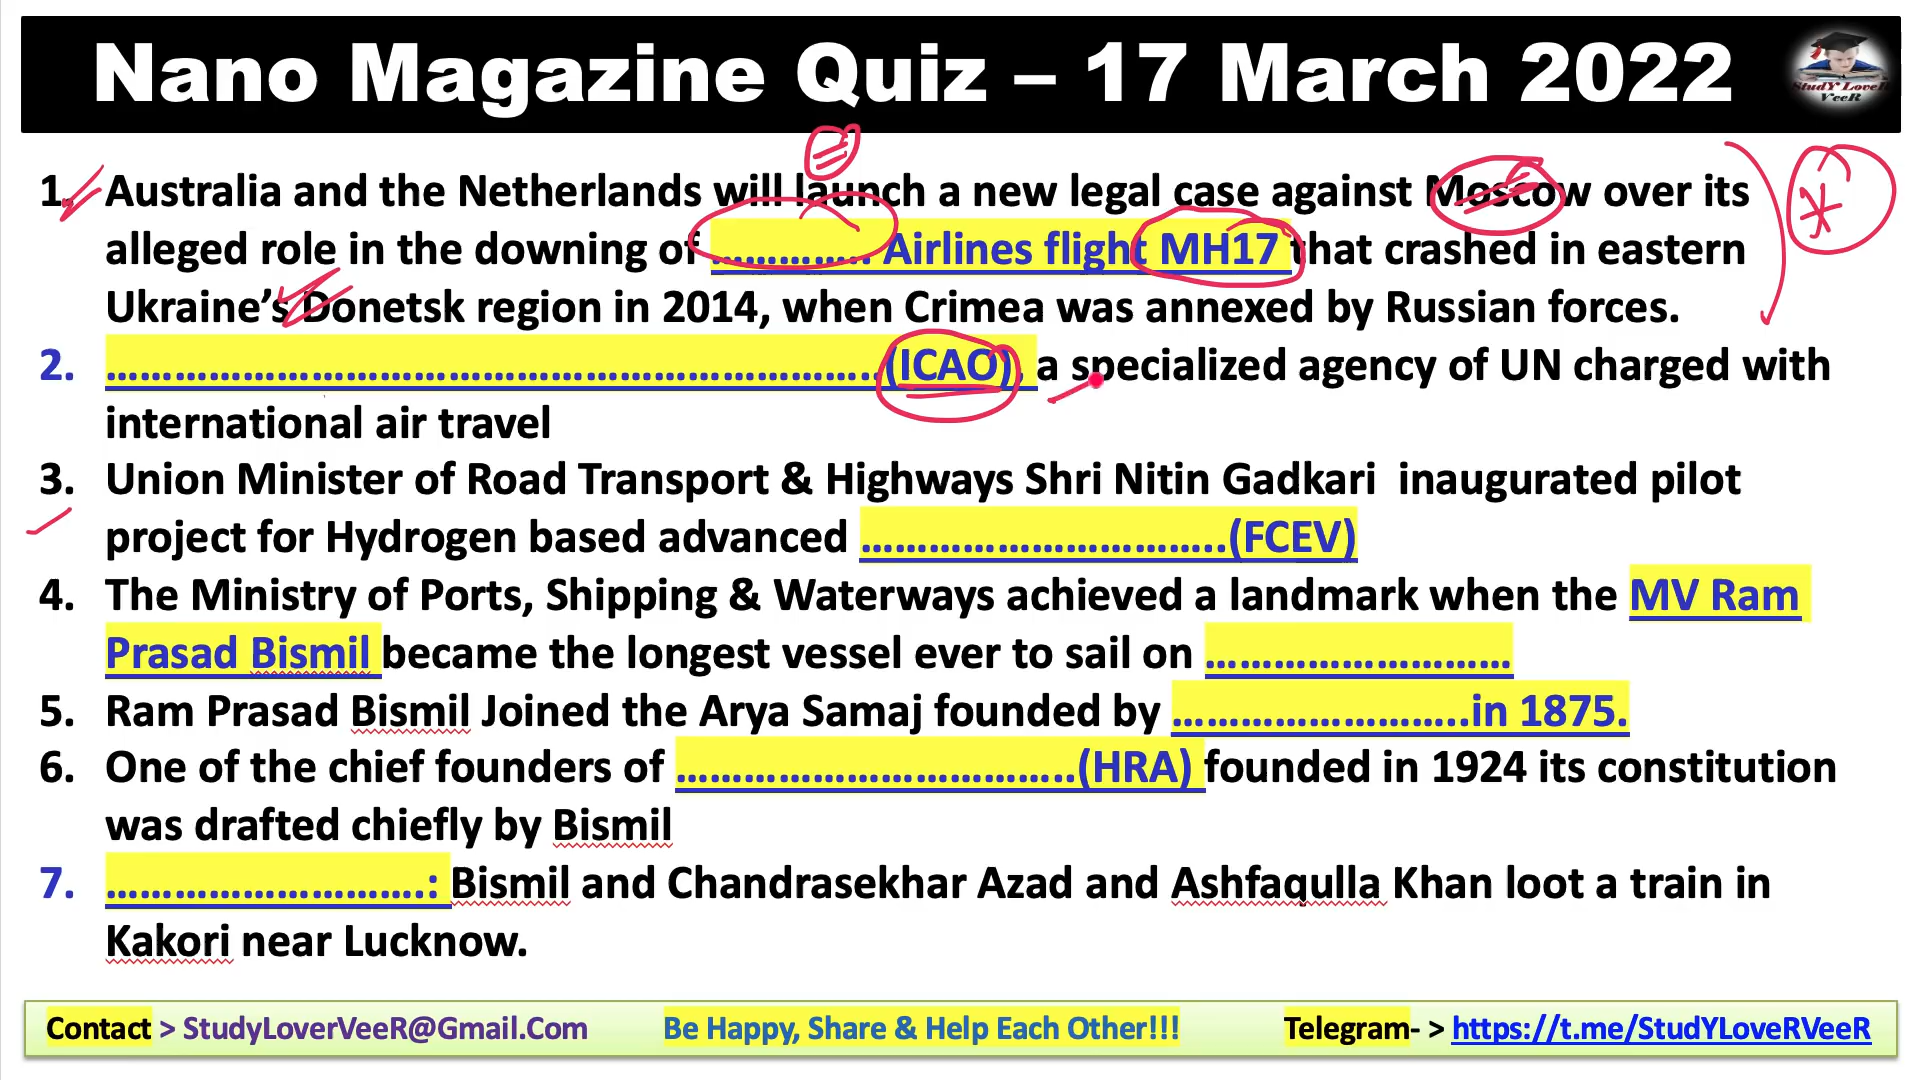 Nano Magazine Quiz – 17 March 2022
StudY LoveR
VeeR
1. Australia and the Netherlands will launch a new legal case against Moscow over its
alleged role in the downing of ………….. Airlines flight MH17 that crashed in eastern
Ukraine’s Donetsk region in 2014, when Crimea was annexed by Russian forces.
2. ……………………………………………………………..(ICAO), a specialized agency of UN charged with
international air travel
3. Union Minister of Road Transport & Highways Shri Nitin Gadkari inaugurated pilot
project for Hydrogen based advanced …………………………..(FCEV)
4. The Ministry of Ports, Shipping & Waterways achieved a landmark when the MV Ram
Prasad Bismil became the longest vessel ever to sail on ………………………
5. Ram Prasad Bismil Joined the Arya Samaj founded by ……………………..in 1875.
6. One of the chief founders of ……………………………..(HRA) founded in 1924 its constitution
was drafted chiefly by Bismil
7. ……………………….: Bismil and Chandrasekhar Azad and Ashfaqulla Khan loot a train in
Kakori near Lucknow.
Contact > StudyLoverVeeR@Gmail.Com Be Happy, Share & Help Each Other!!! Telegram- > https://t.me/StudYLoveRVeeR